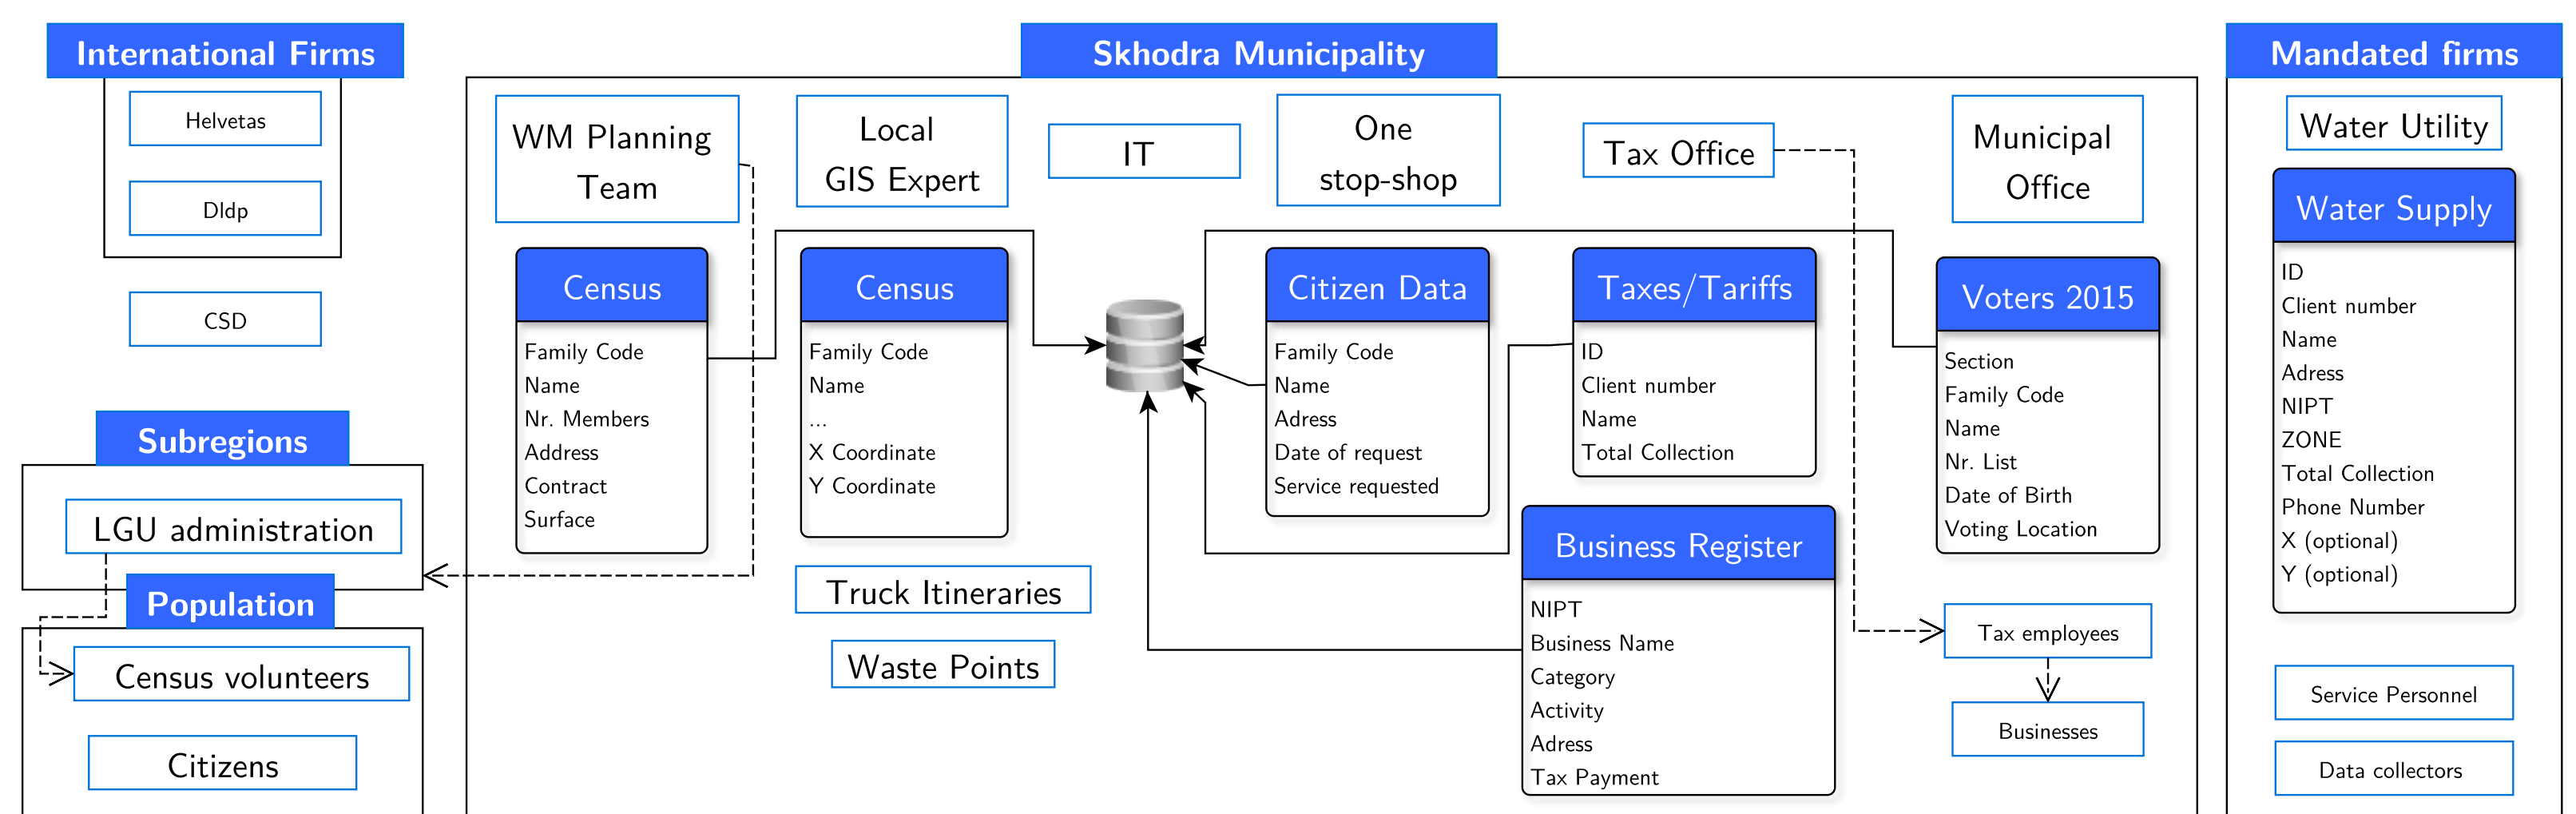 International Firms
Helvetas
Dldp
CSD
Subregions
LGU administration
Population
Census volunteers
Citizens
Skhodra Municipality
WM Planning
Team
Census
Family Code
Name
Nr. Members
Address
Contract
Surface
Local
GIS Expert
Census
Family Code
Name
...
X Coordinate
Y Coordinate
Truck Itineraries
Waste Points
IT
One
stop-shop
Citizen Data
Family Code
Name
Adress
Date of request
Service requested
Tax Office
Taxes/Tariffs
ID
Client number
Name
Total Collection
Business Register
NIPT
Business Name
Category
Activity
Adress
Tax Payment
Municipal
Office
Voters 2015
Section
Family Code
Name
Nr. List
Date of Birth
Voting Location
Tax employees
Businesses
Mandated firms
Water Utility
Water Supply
ID
Client number
Name
Adress
NIPT
ZONE
Total Collection
Phone Number
X (optional)
Y (optional)
Service Personnel
Data collectors